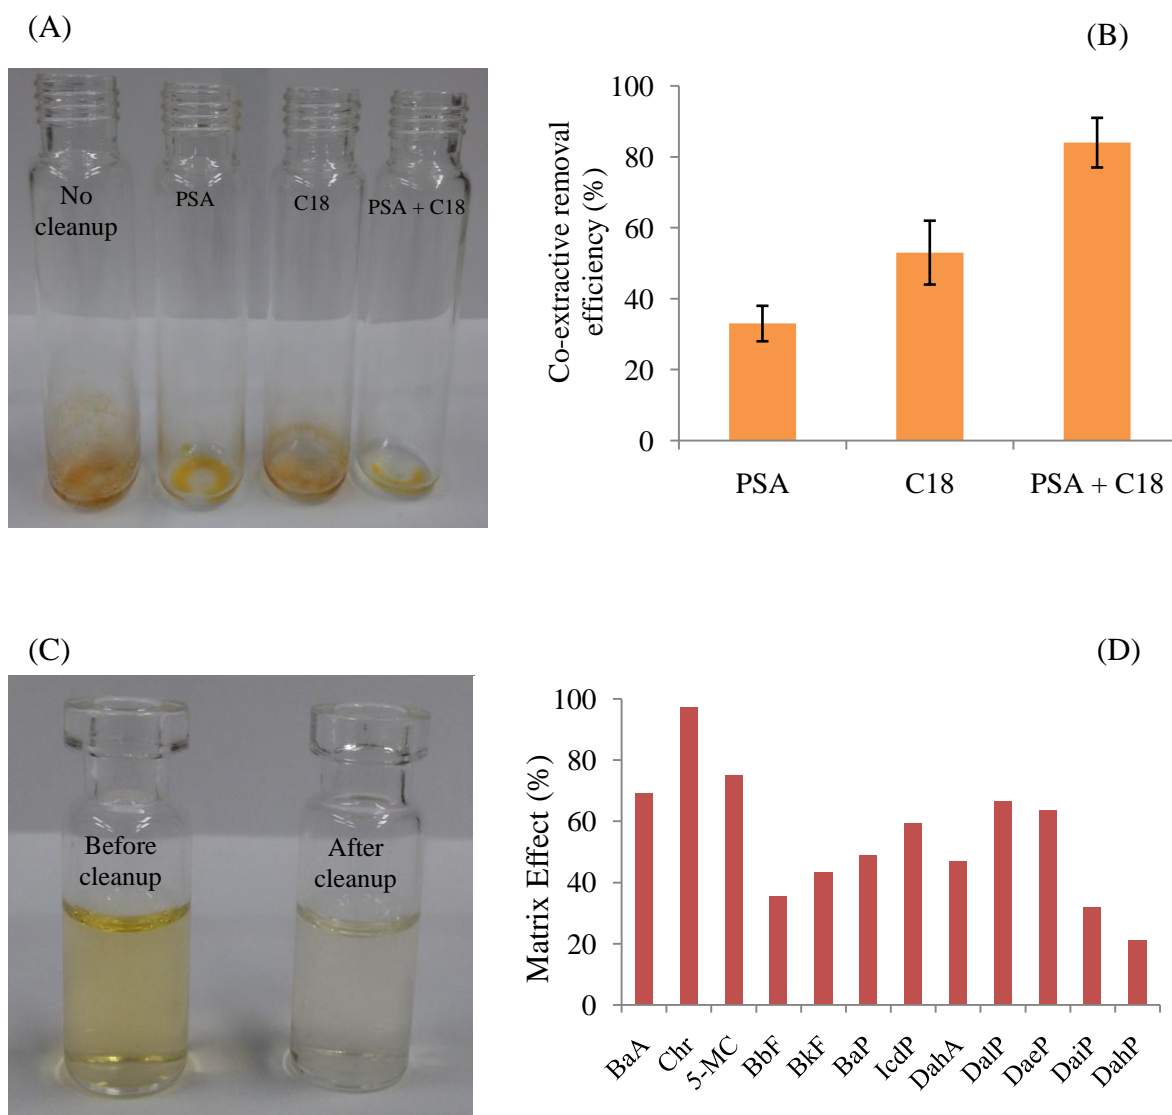 (A)
No
cleanup
PSA
C18
PSA + C18
(B)
Co-extractive removal
efficiency (%)
100
80
60
40
20
0
PSA
C18
PSA + C18
(C)
Before
cleanup
After
cleanup
(D)
Matrix Effect (%)
100
80
60
40
20
0
BaA
Chr
5-MC
BbF
BkF
BaP
IcdP
DahA
DalP
DaeP
DaiP
DahP